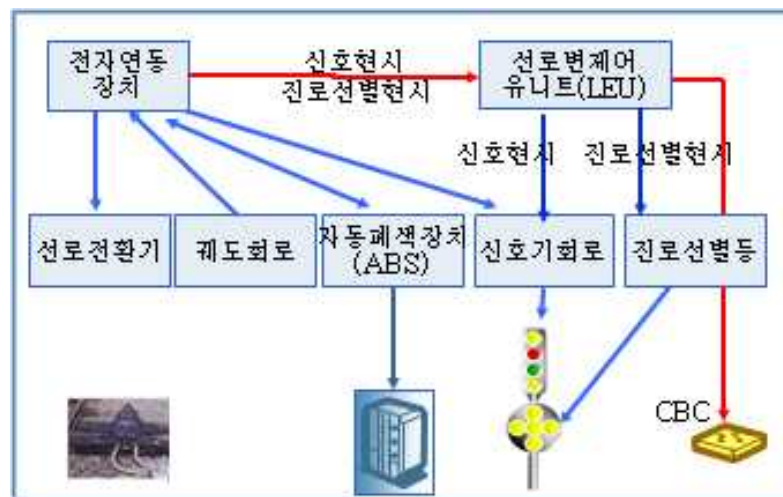 전자연동
장치
신호현시
진로선별현시
선로변제어
유니트(LEU)
신호현시
진로선별현시
선로전환기
궤도회로
자동폐색장치
(ABS)
신호기회로
진로선별등
CBC